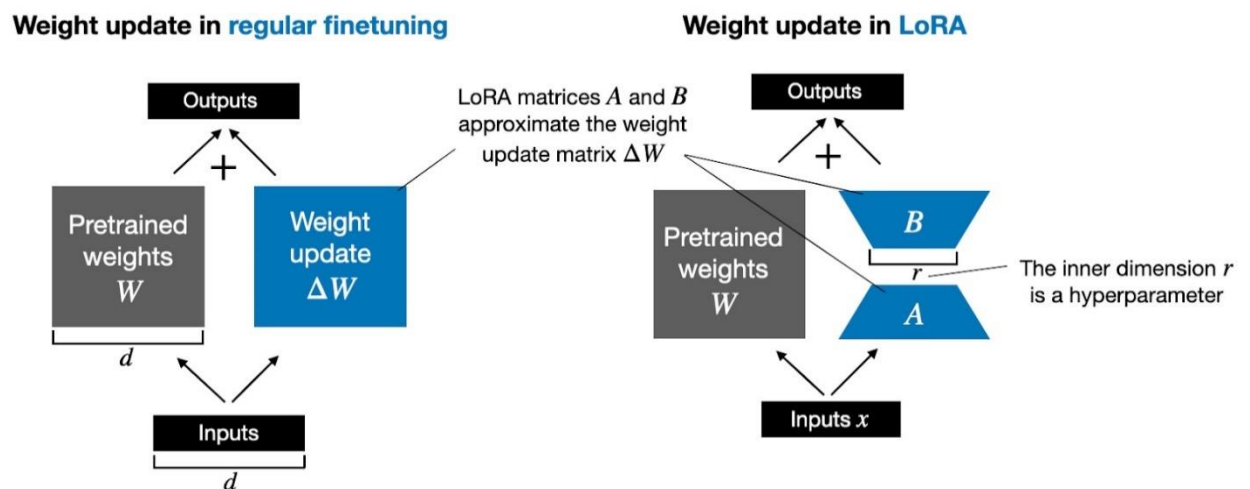 Weight update in regular finetuning
Outputs
+
Pretrained
weights
W
d
Weight
update
ΔW
Inputs
d
LoRA matrices A and B
approximate the weight
update matrix ΔW
Weight update in LoRA
Outputs
+
Pretrained
weights
W
B
r
A
The inner dimension r
is a hyperparameter
Inputs x